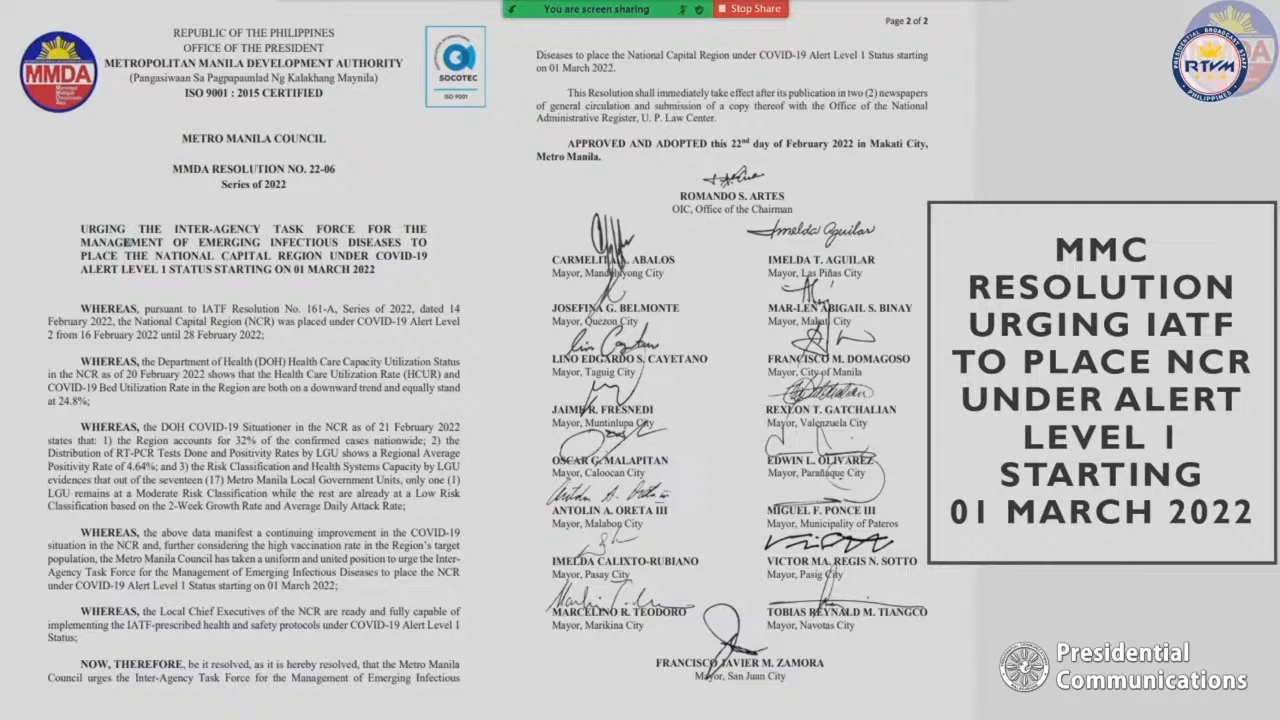 You are screen sharing
Stop Share
REPUBLIC OF THE PHILIPPINES
OFFICE OF THE PRESIDENT
METROPOLITAN MANILA DEVELOPMENT AUTHORITY
(Pangasiwaan Sa Pagpapaunlad Ng Kalakhang Maynila)
ISO 9001 : 2015 CERTIFIED
MMDA
SOCOTEC
ISO 9001
METRO MANILA COUNCIL
MMDA RESOLUTION NO. 22-06
Series of 2022
URGING THE INTER-AGENCY TASK FORCE FOR THE
MANAGEMENT OF EMERGING INFECTIOUS DISEASES TO
PLACE THE NATIONAL CAPITAL REGION UNDER COVID-19
ALERT LEVEL 1 STATUS STARTING ON 01 MARCH 2022
WHEREAS, pursuant to IATF Resolution No. 161-A, Series of 2022, dated 14
February 2022, the National Capital Region (NCR) was placed under COVID-19 Alert Level
2 from 16 February 2022 until 28 February 2022;
WHEREAS, the Department of Health (DOH) Health Care Capacity Utilization Status
in the NCR as of 20 February 2022 shows that the Health Care Utilization Rate (HCUR) and
COVID-19 Bed Utilization Rate in the Region are both on a downward trend and equally stand
at 24.8%;
WHEREAS, the DOH COVID-19 Situationer in the NCR as of 21 February 2022
states that: 1) the Region accounts for 32% of the confirmed cases nationwide; 2) the
Distribution of RT-PCR Tests Done and Positivity Rates by LGU shows a Regional Average
Positivity Rate of 4.64%; and 3) the Risk Classification and Health Systems Capacity by LGU
evidences that out of the seventeen (17) Metro Manila Local Government Units, only one (1)
LGU remains at a Moderate Risk Classification while the rest are already at a Low Risk
Classification based on the 2-Week Growth Rate and Average Daily Attack Rate;
WHEREAS, the above data manifest a continuing improvement in the COVID-19
situation in the NCR and, further considering the high vaccination rate in the Region's target
population, the Metro Manila Council has taken a uniform and united position to urge the Inter-
Agency Task Force for the Management of Emerging Infectious Diseases to place the NCR
under COVID-19 Alert Level 1 Status starting on 01 March 2022;
WHEREAS, the Local Chief Executives of the NCR are ready and fully capable of
implementing the IATF-prescribed health and safety protocols under COVID-19 Alert Level 1
Status;
NOW, THEREFORE, be it resolved, as it is hereby resolved, that the Metro Manila
Council urges the Inter-Agency Task Force for the Management of Emerging Infectious
Page 2 of 2
Diseases to place the National Capital Region under COVID-19 Alert Level 1 Status starting
on 01 March 2022.
This Resolution shall immediately take effect after its publication in two (2) newspapers
of general circulation and submission of a copy thereof with the Office of the National
Administrative Register, U. P. Law Center.
APPROVED AND ADOPTED this 22nd day of February 2022 in Makati City,
Metro Manila.
ROMANDO S. ARTES
OIC, Office of the Chairman
Imelda Aguilar
CARMELITA A. ABALOS
Mayor, Mandaluyong City
IMELDA T. AGUILAR
Mayor, Las Piñas City
JOSEFINA G. BELMONTE
Mayor, Quezon City
MAR-LEN ABIGAIL S. BINAY
Mayor, Makati City
LINO EDGARDO S. CAYETANO
Mayor, Taguig City
FRANCISCO M. DOMAGOSO
Mayor, City of Manila
JAIME R. FRESNEDI
Mayor, Muntinlupa City
REXLON T. GATCHALIAN
Mayor, Valenzuela City
OSCAR G. MALAPITAN
Mayor, Caloocan City
EDWIN L. OLIVAREZ
Mayor, Parañaque City
ANTOLIN A. ORETA III
Mayor, Malabon City
MIGUEL F. PONCE III
Mayor, Municipality of Pateros
IMELDA CALIXTO-RUBIANO
Mayor, Pasay City
VICTOR MA. REGIS N. SOTTO
Mayor, Pasig City
MARCELINO R. TEODORO
Mayor, Marikina City
TOBIAS REYNALD M. TIANGCO
Mayor, Navotas City
FRANCISCO JAVIER M. ZAMORA
Mayor, San Juan City
PRESIDENTIAL BROADCAST STAFF
RTVM
PHILIPPINES
MMC
RESOLUTION
URGING IATF
TO PLACE NCR
UNDER ALERT
LEVEL 1
STARTING
01 MARCH 2022
Presidential
Communications